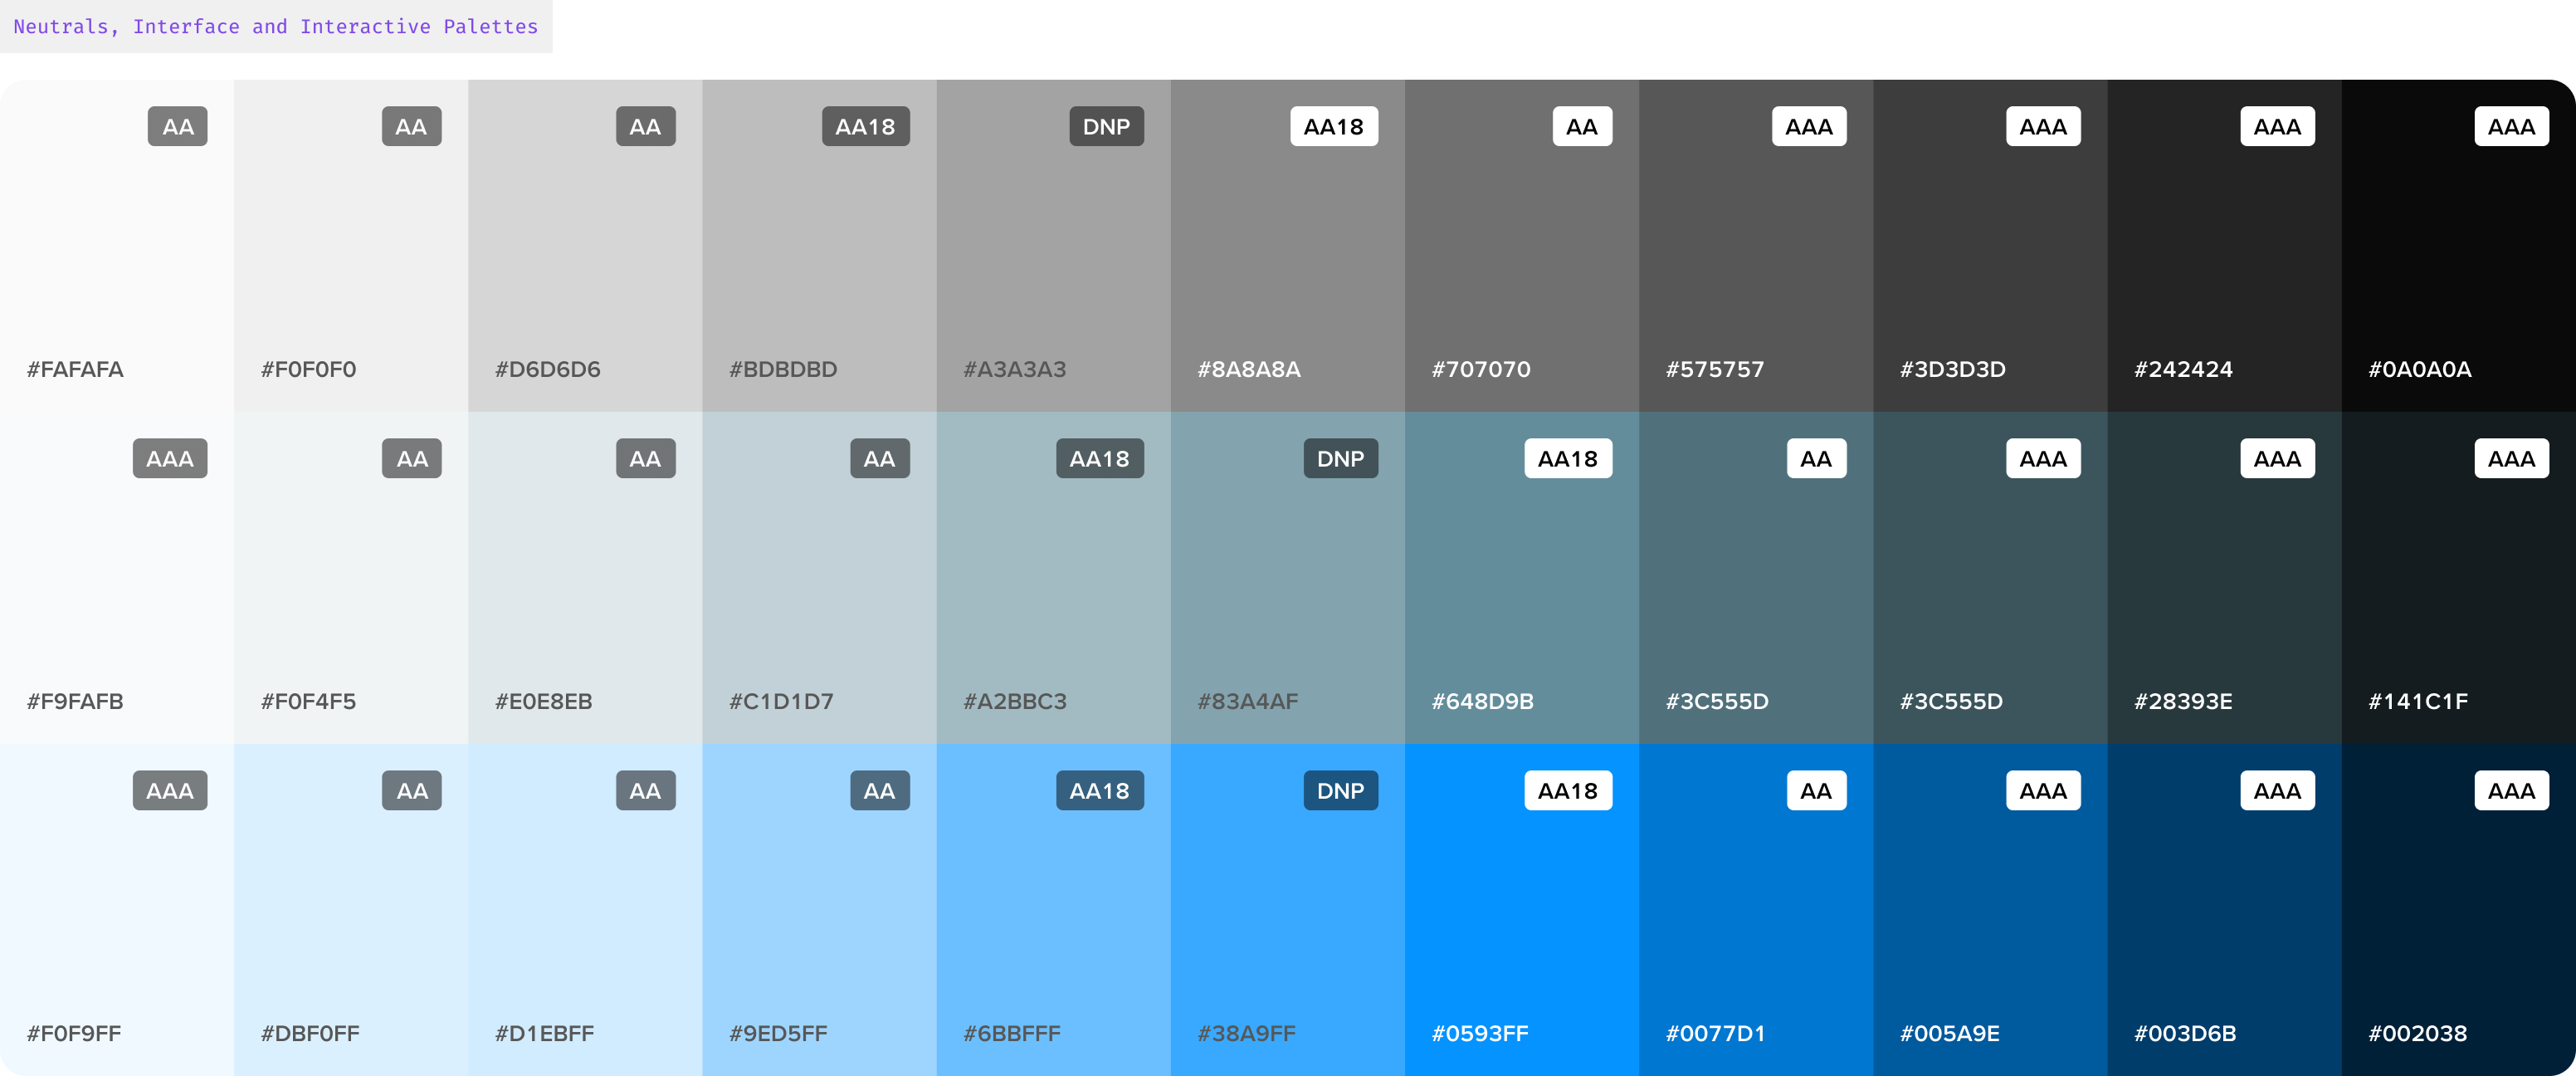 Neutrals, Interface and Interactive Palettes
AA AA AA AA18 DNP AA18 AA AAA AAA AAA AAA
#FAFAFA #F0F0F0 #D6D6D6 #BDBDBD #A3A3A3 #8A8A8A #707070 #575757 #3D3D3D #242424 #0A0A0A
AAA AA AA AA AA18 DNP AA18 AA AAA AAA AAA
#F9FAFB #F0F4F5 #E0E8EB #C1D1D7 #A2BBC3 #83A4AF #648D9B #3C555D #3C555D #28393E #141C1F
AAA AA AA AA AA18 DNP AA18 AA AAA AAA AAA
#F0F9FF #DBF0FF #D1EBFF #9ED5FF #6BBFFF #38A9FF #0593FF #0077D1 #005A9E #003D6B #002038